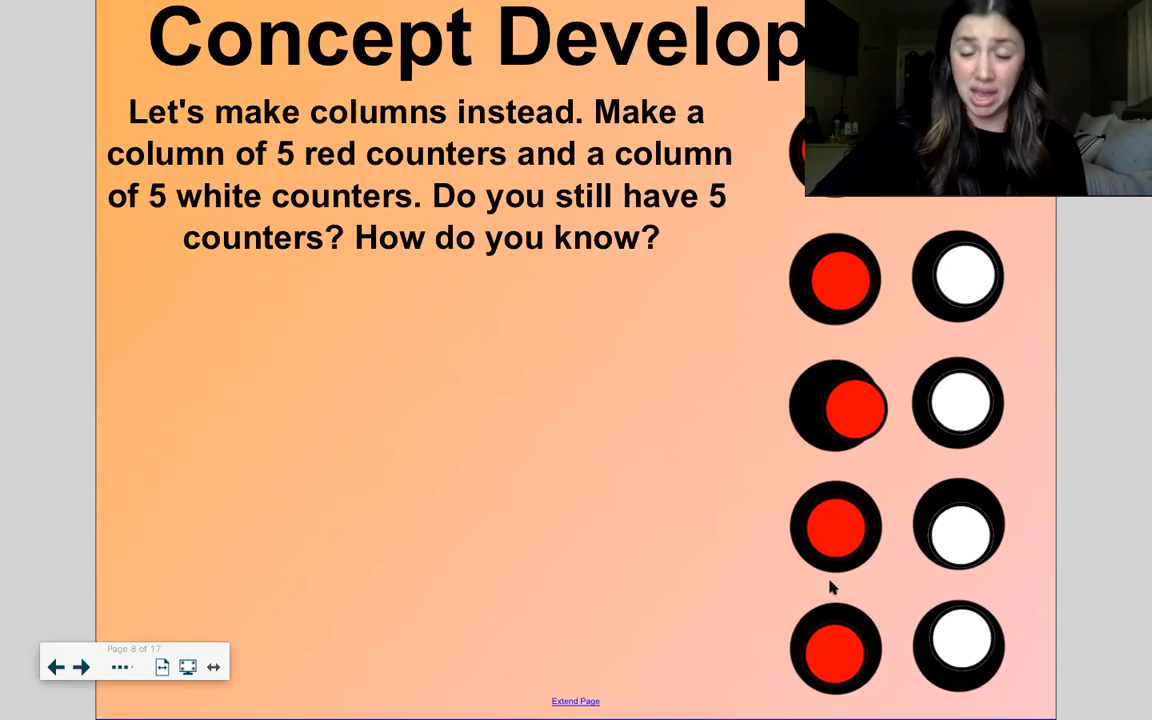 Concept Develop
Let's make columns instead. Make a
column of 5 red counters and a column
of 5 white counters. Do you still have 5
counters? How do you know?
Page 8 of 17
Extend Page